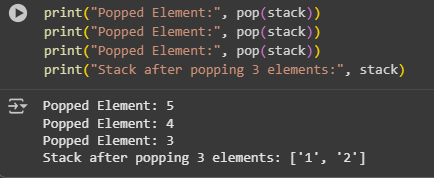 print("Popped Element:", pop(stack))
print("Popped Element:", pop(stack))
print("Popped Element:", pop(stack))
print("Stack after popping 3 elements:", stack)
Popped Element: 5
Popped Element: 4
Popped Element: 3
Stack after popping 3 elements: ['1', '2']